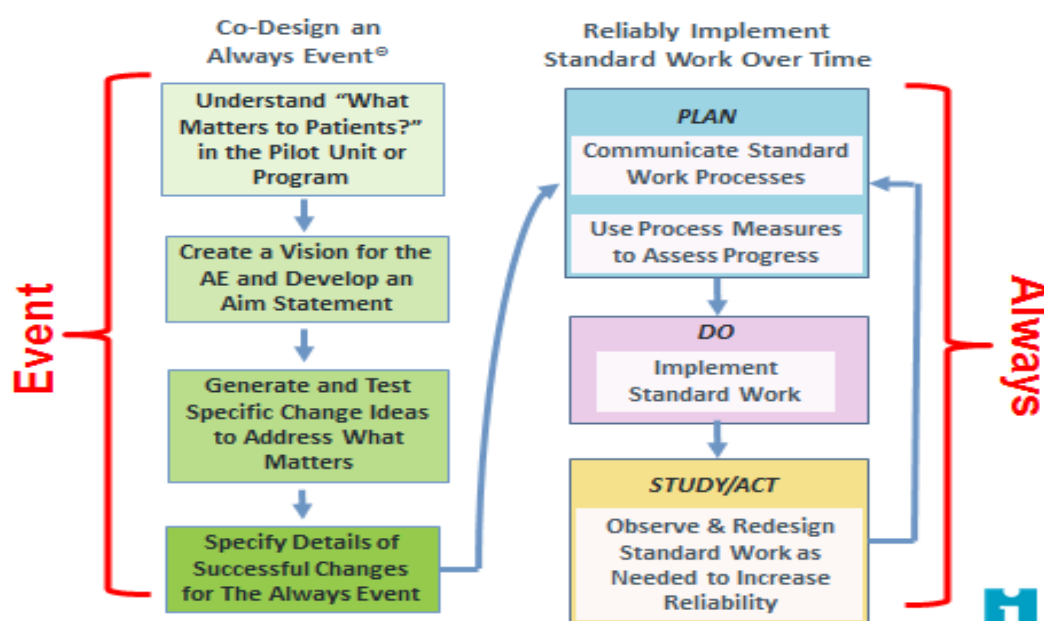 Co-Design an
Always Event®
Understand “What
Matters to Patients?”
in the Pilot Unit or
Program
Create a Vision for the
AE and Develop an
Aim Statement
Generate and Test
Specific Change Ideas
to Address What
Matters
Specify Details of
Successful Changes
for The Always Event
Event
Reliably Implement
Standard Work Over Time
PLAN
Communicate Standard
Work Processes
Use Process Measures
to Assess Progress
DO
Implement
Standard Work
STUDY/ACT
Observe & Redesign
Standard Work as
Needed to Increase
Reliability
Always